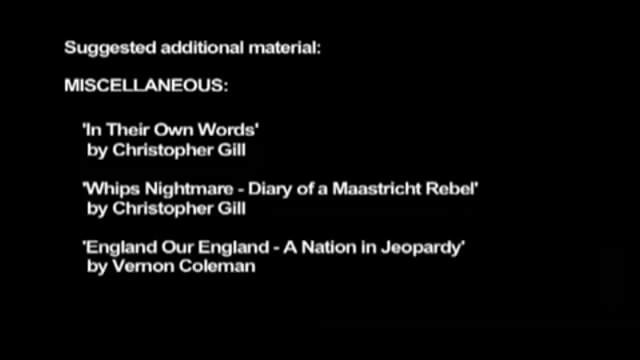 Suggested additional material:
MISCELLANEOUS:
'In Their Own Words'
by Christopher Gill
'Whips Nightmare - Diary of a Maastricht Rebel'
by Christopher Gill
'England Our England - A Nation in Jeopardy'
by Vernon Coleman